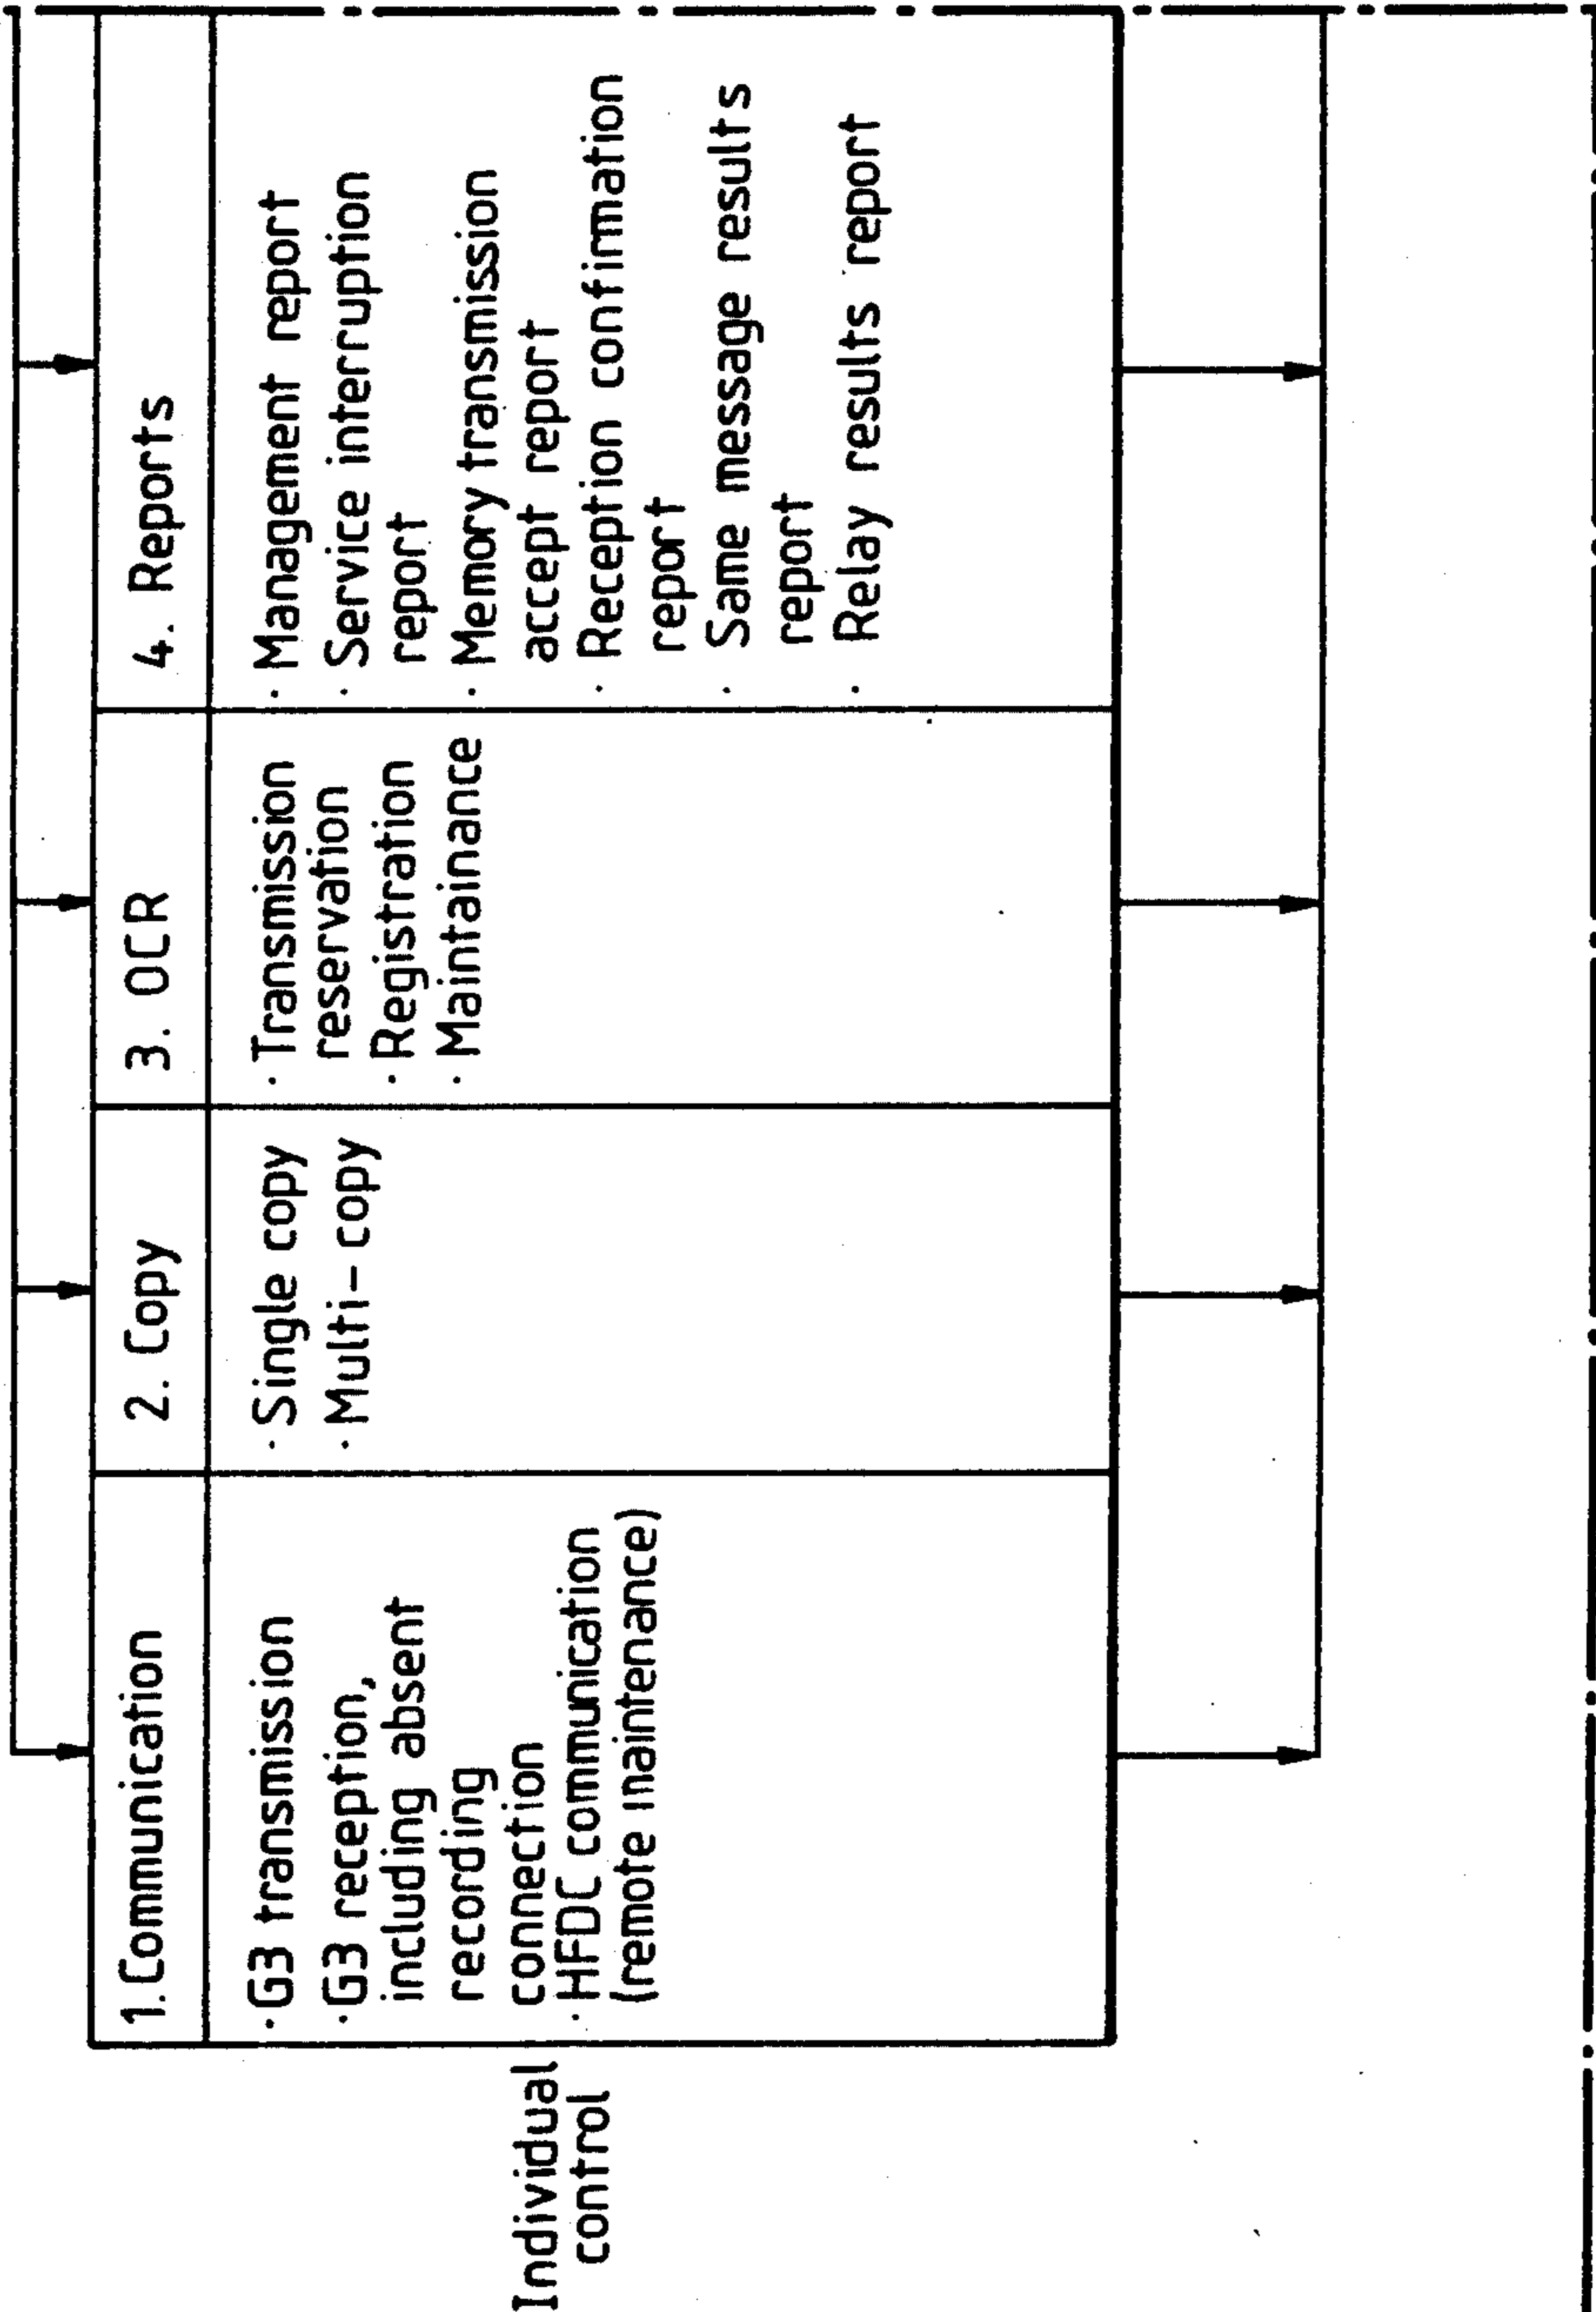 Individual
control
1.Communication
·G3 transmission
·G3 reception,
including absent
recording
connection
·HFDC communication
(remote maintenance)
2. Copy
·Single copy
·Multi-copy
3. OCR
·Transmission
reservation
·Registration
·Maintainance
4. Reports
·Management report
·Service interruption
report
·Memory transmission
accept report
·Reception confirmation
report
·Same message results
report
·Relay results report